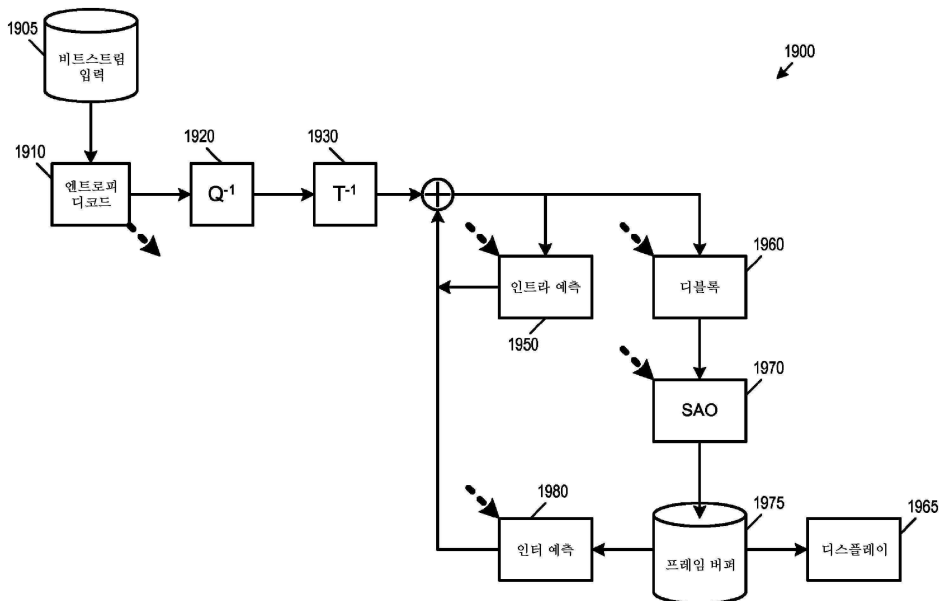 1905
비트스트림
입력
1900
1910
엔트로피
디코드
1920
Q⁻¹
1930
T⁻¹
인트라 예측
1950
디블록
1960
SAO
1970
인터 예측
1980
프레임 버퍼
1975
디스플레이
1965